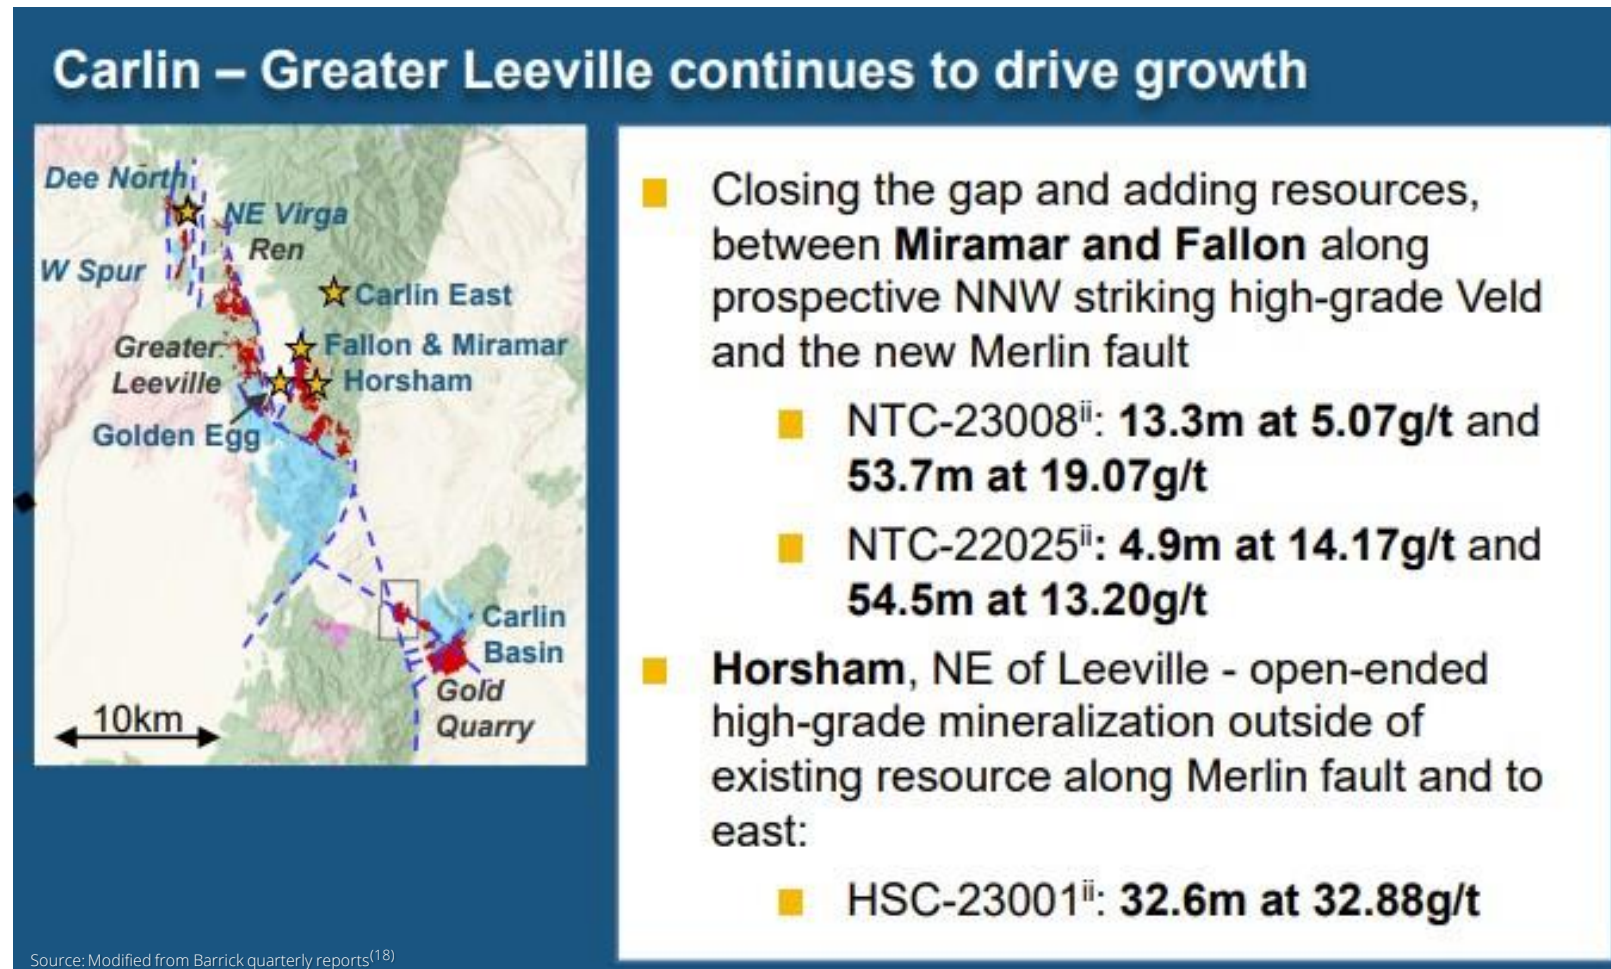 Carlin – Greater Leeville continues to drive growth
Dee North
NE Virga
Ren
W Spur
Carlin East
Greater
Leeville
Fallon & Miramar
Horsham
Golden Egg
Carlin
Basin
Gold
Quarry
10km
Closing the gap and adding resources,
between Miramar and Fallon along
prospective NNW striking high-grade Veld
and the new Merlin fault
NTC-23008ⁱⁱ: 13.3m at 5.07g/t and
53.7m at 19.07g/t
NTC-22025ⁱⁱ: 4.9m at 14.17g/t and
54.5m at 13.20g/t
Horsham, NE of Leeville - open-ended
high-grade mineralization outside of
existing resource along Merlin fault and to
east:
HSC-23001ⁱⁱ: 32.6m at 32.88g/t
Source: Modified from Barrick quarterly reports⁽¹⁸⁾